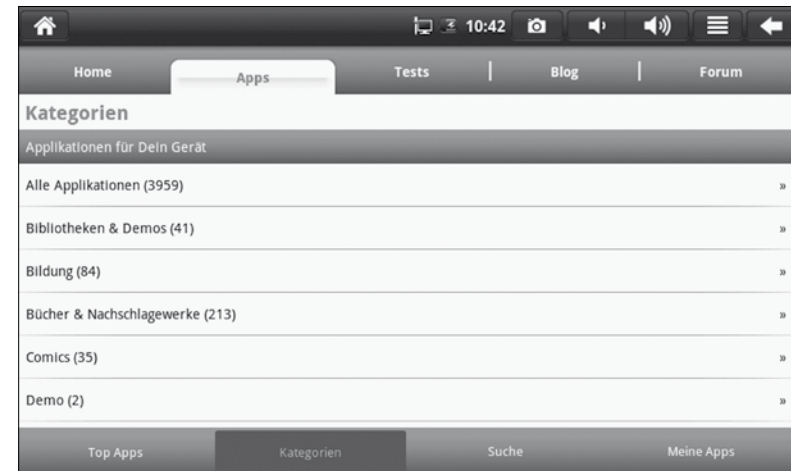 10:42
Home Apps Tests | Blog | Forum
Kategorien
Applikationen für Dein Gerät
Alle Applikationen (3959) »
Bibliotheken & Demos (41) »
Bildung (84) »
Bücher & Nachschlagewerke (213) »
Comics (35) »
Demo (2) »
Top Apps Kategorien Suche Meine Apps